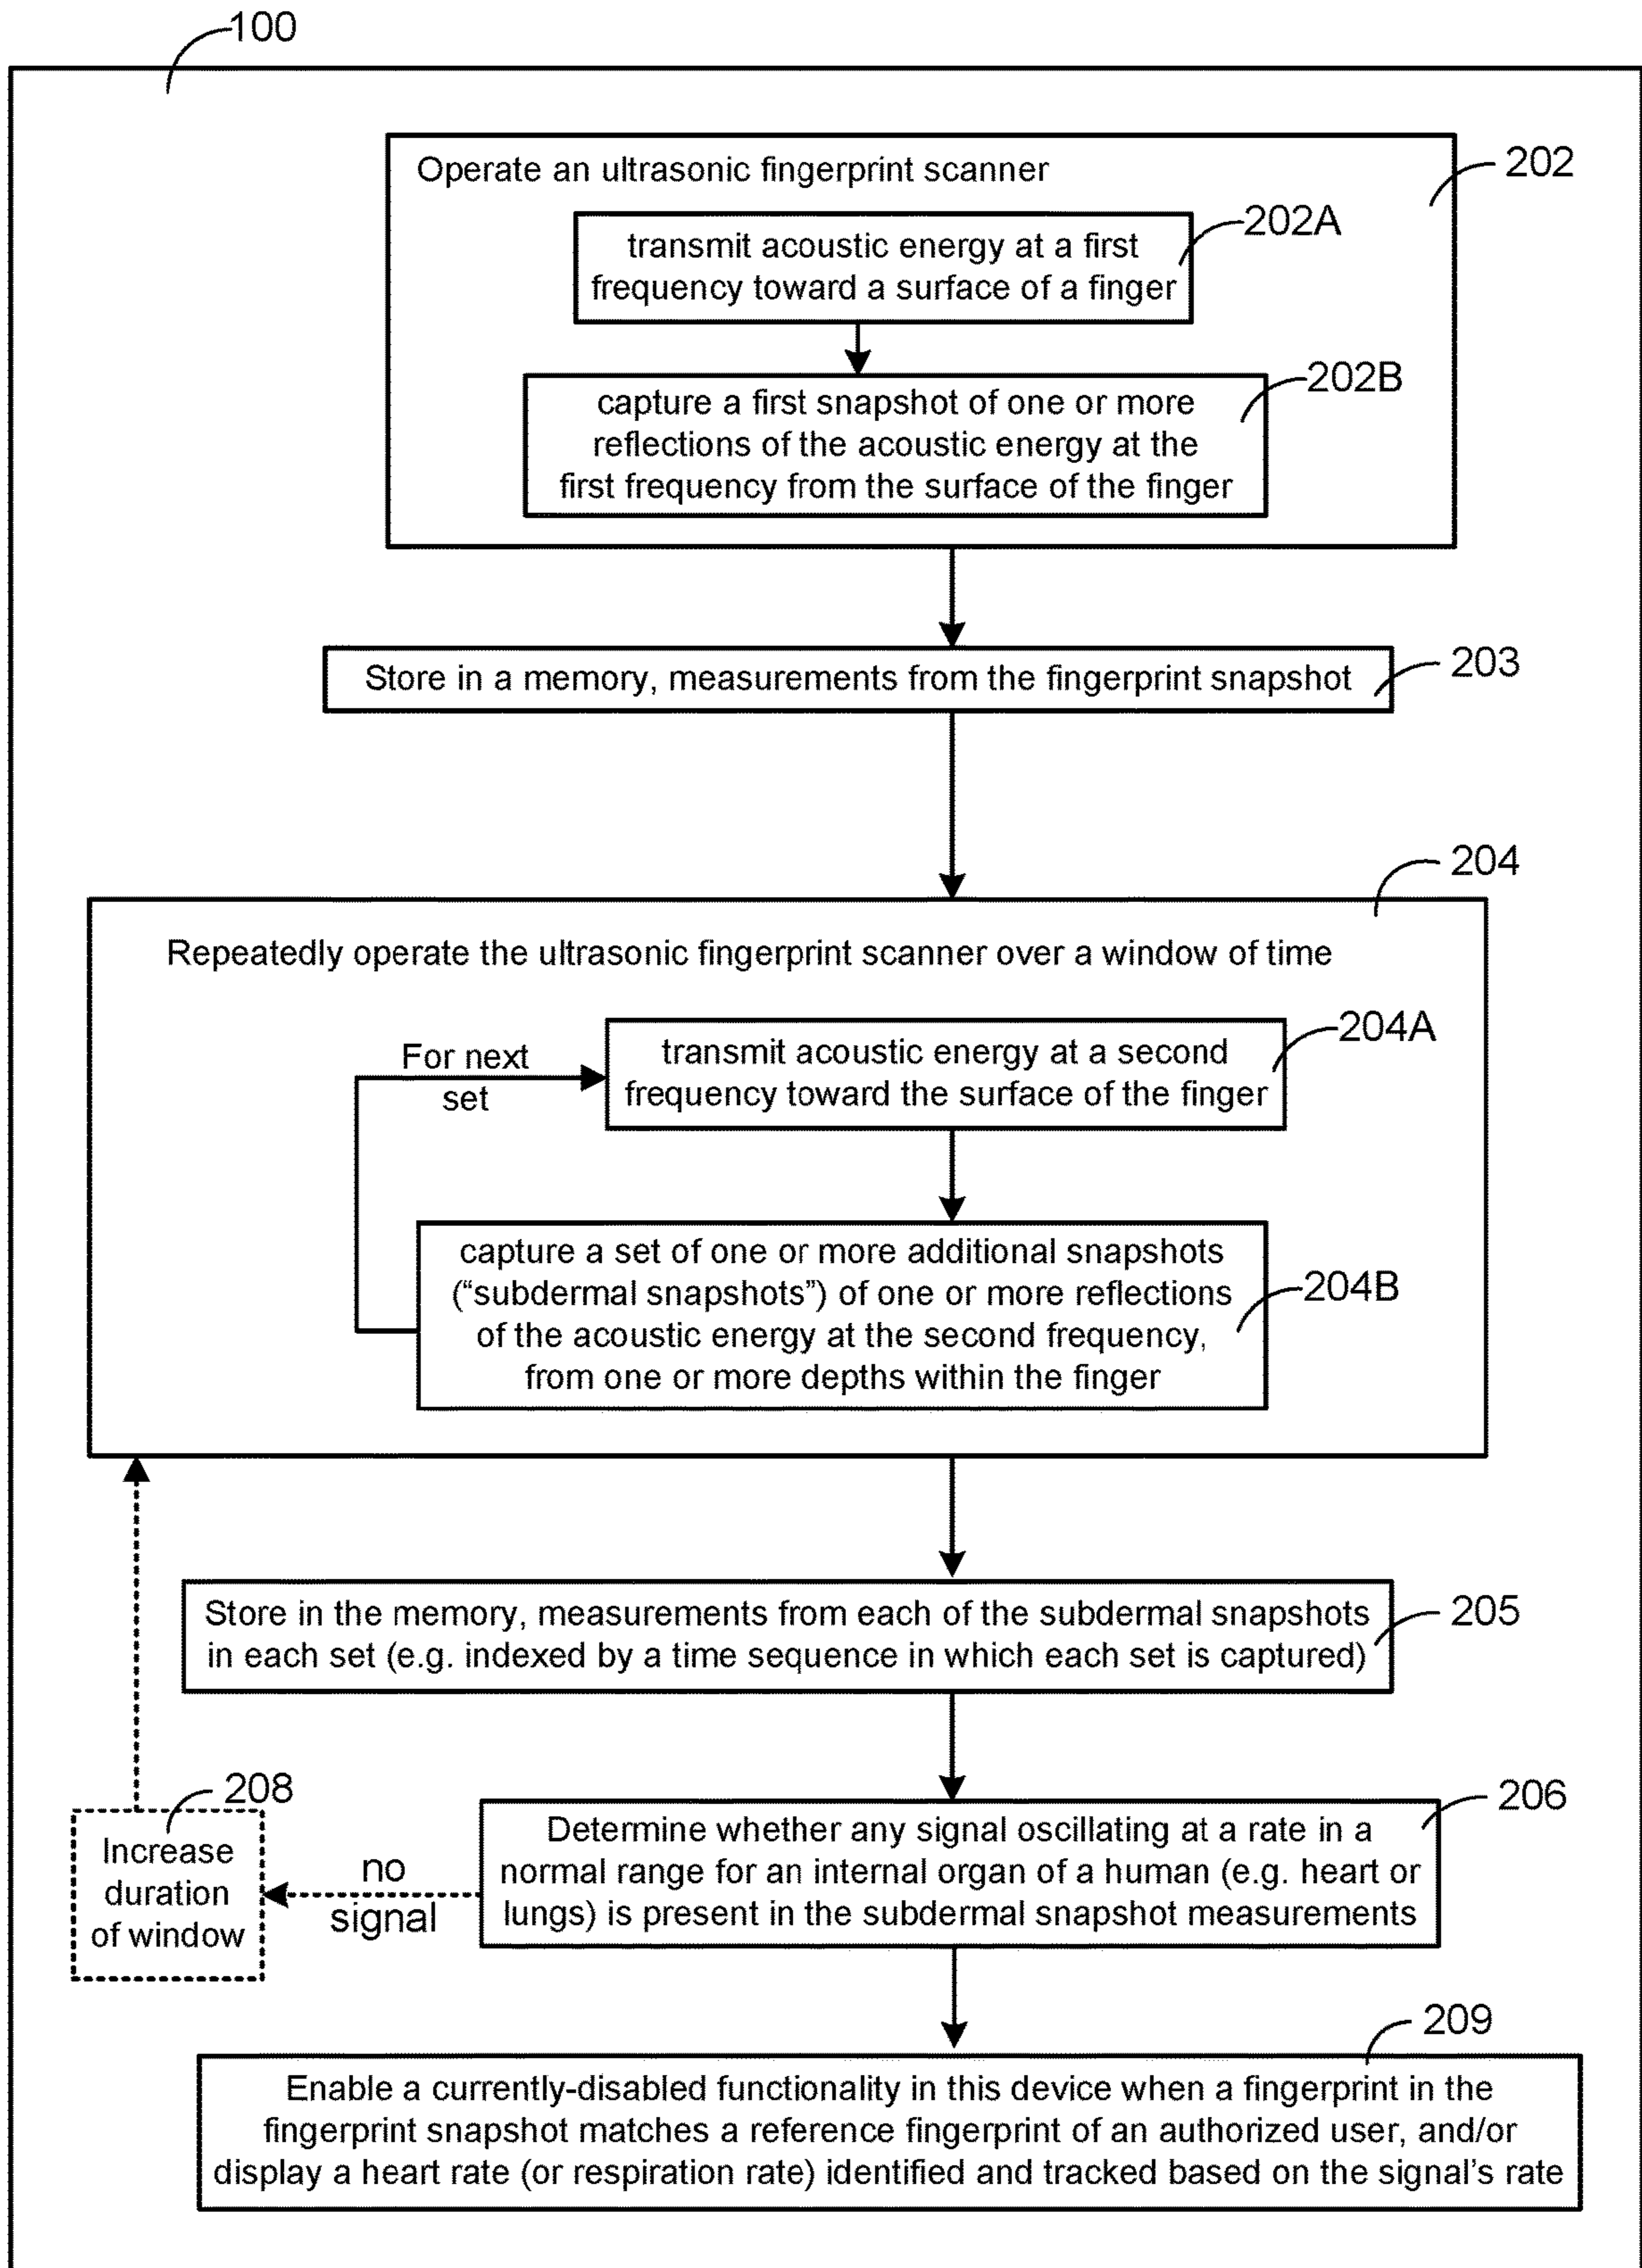 100
Operate an ultrasonic fingerprint scanner
202
202A
transmit acoustic energy at a first
frequency toward a surface of a finger
202B
capture a first snapshot of one or more
reflections of the acoustic energy at the
first frequency from the surface of the finger
Store in a memory, measurements from the fingerprint snapshot
203
204
Repeatedly operate the ultrasonic fingerprint scanner over a window of time
204A
For next
set
transmit acoustic energy at a second
frequency toward the surface of the finger
capture a set of one or more additional snapshots
(“subdermal snapshots”) of one or more reflections
of the acoustic energy at the second frequency,
from one or more depths within the finger
204B
Store in the memory, measurements from each of the subdermal snapshots
in each set (e.g. indexed by a time sequence in which each set is captured)
205
208
Increase
duration
of window
no
signal
206
Determine whether any signal oscillating at a rate in a
normal range for an internal organ of a human (e.g. heart or
lungs) is present in the subdermal snapshot measurements
209
Enable a currently-disabled functionality in this device when a fingerprint in the
fingerprint snapshot matches a reference fingerprint of an authorized user, and/or
display a heart rate (or respiration rate) identified and tracked based on the signal’s rate